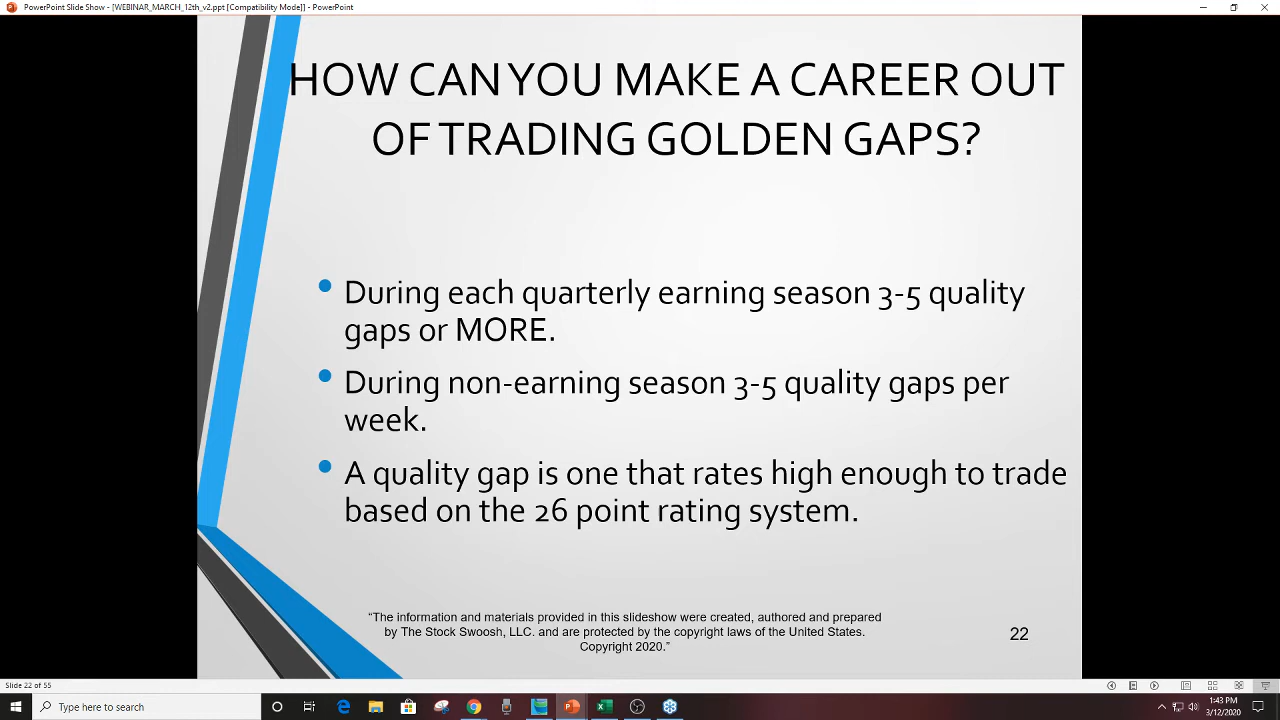 PowerPoint Slide Show - [WEBINAR_MARCH_12th_v2.ppt [Compatibility Mode]] - PowerPoint
HOW CAN YOU MAKE A CAREER OUT
OF TRADING GOLDEN GAPS?
• During each quarterly earning season 3-5 quality
gaps or MORE.
• During non-earning season 3-5 quality gaps per
week.
• A quality gap is one that rates high enough to trade
based on the 26 point rating system.
“The information and materials provided in this slideshow were created, authored and prepared
by The Stock Swoosh, LLC. and are protected by the copyright laws of the United States.
Copyright 2020.”
22
Slide 22 of 55
Type here to search
1:43 PM
3/12/2020